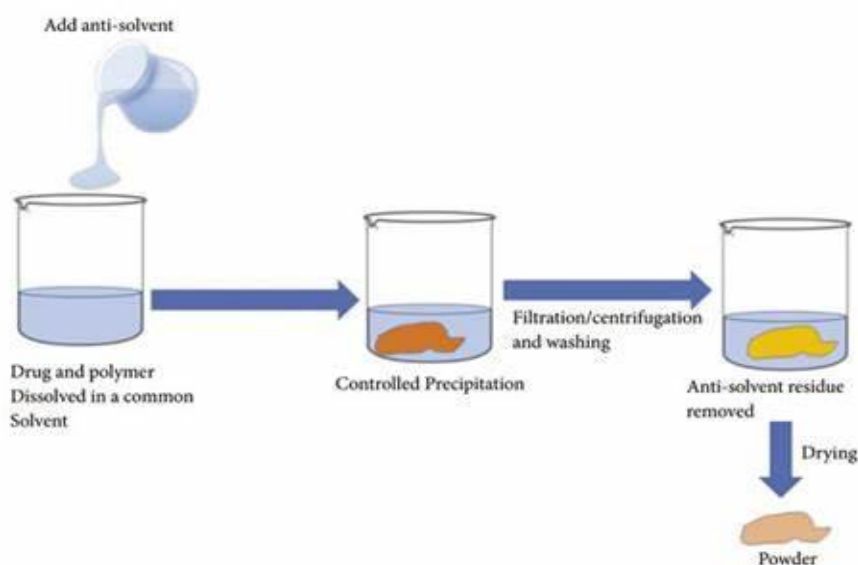 Add anti-solvent
Drug and polymer
Dissolved in a common
Solvent
Controlled Precipitation
Filtration/centrifugation
and washing
Anti-solvent residue
removed
Drying
Powder